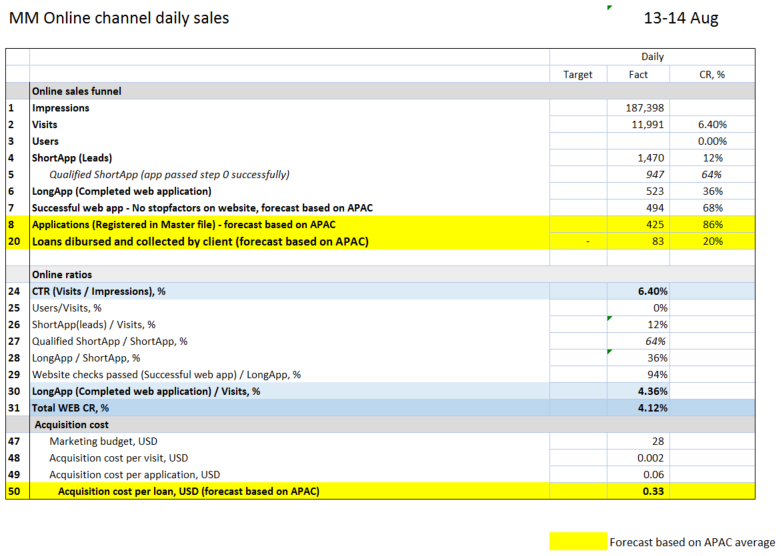 MM Online channel daily sales 13-14 Aug
Daily
Target Fact CR, %
Online sales funnel
1 Impressions 187,398
2 Visits 11,991 6.40%
3 Users 0.00%
4 ShortApp (Leads) 1,470 12%
5 Qualified ShortApp (app passed step 0 successfully) 947 64%
6 LongApp (Completed web application) 523 36%
7 Successful web app - No stopfactors on website, forecast based on APAC 494 68%
8 Applications (Registered in Master file) - forecast based on APAC 425 86%
20 Loans dibursed and collected by client (forecast based on APAC) - 83 20%
Online ratios
24 CTR (Visits / Impressions), % 6.40%
25 Users/Visits, % 0%
26 ShortApp(leads) / Visits, % 12%
27 Qualified ShortApp / ShortApp, % 64%
28 LongApp / ShortApp, % 36%
29 Website checks passed (Successful web app) / LongApp, % 94%
30 LongApp (Completed web application) / Visits, % 4.36%
31 Total WEB CR, % 4.12%
Acquisition cost
47 Marketing budget, USD 28
48 Acquisition cost per visit, USD 0.002
49 Acquisition cost per application, USD 0.06
50 Acquisition cost per loan, USD (forecast based on APAC) 0.33
Forecast based on APAC average